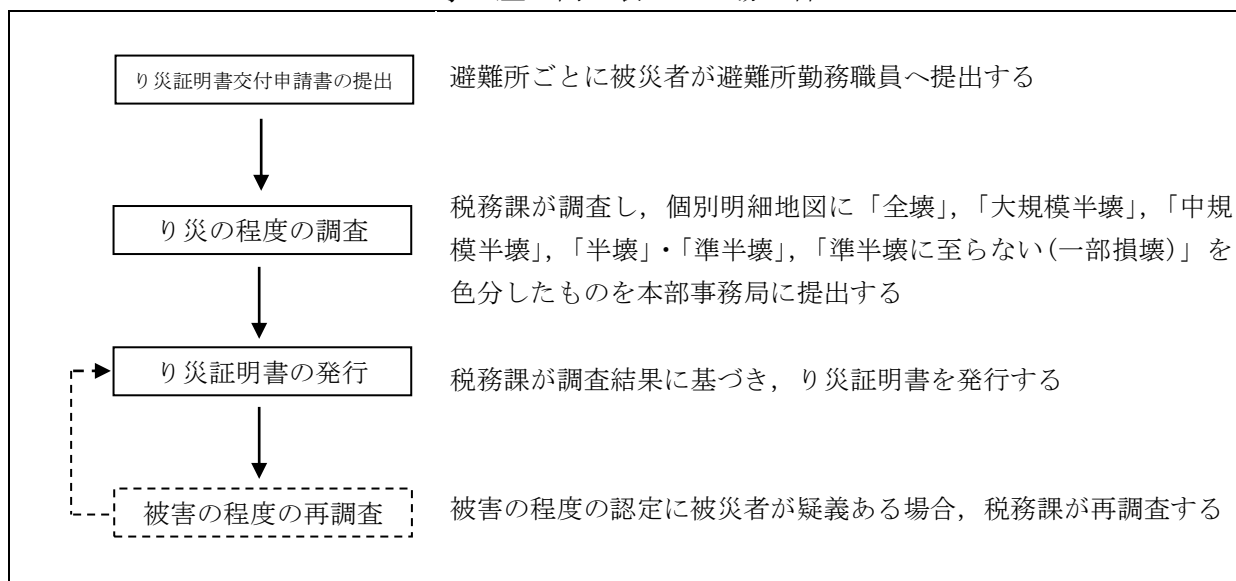 り災証明書交付申請書の提出
避難所ごとに被災者が避難所勤務職員へ提出する
り災の程度の調査
税務課が調査し，個別明細地図に「全壊」，「大規模半壊」，「中規
模半壊」，「半壊」・「準半壊」，「準半壊に至らない(一部損壊)」を
色分したものを本部事務局に提出する
り災証明書の発行
税務課が調査結果に基づき，り災証明書を発行する
被害の程度の再調査
被害の程度の認定に被災者が疑義ある場合，税務課が再調査する